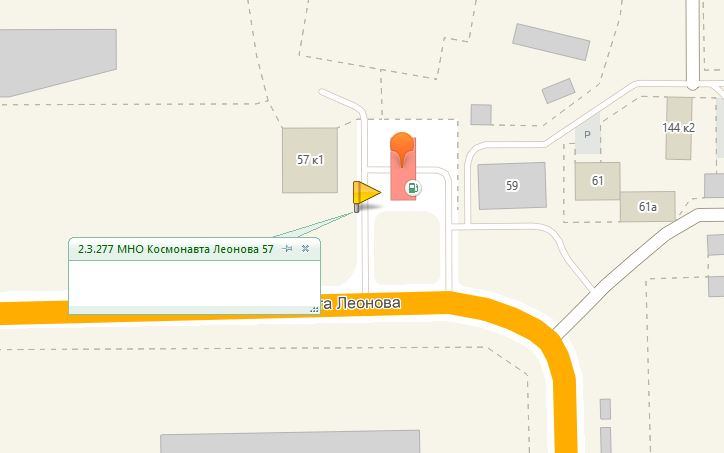 144 к2
P
57 к1
59
61
61а
2.3.277 МНО Космонавта Леонова 57
та Леонова